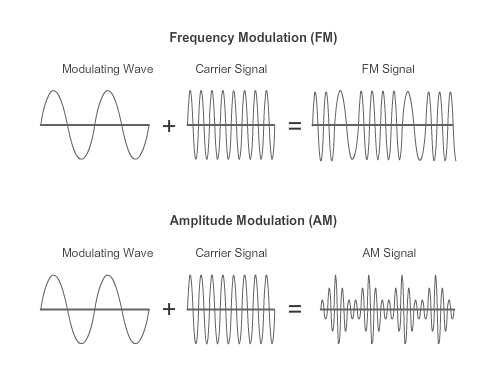 Frequency Modulation (FM)
Modulating Wave Carrier Signal FM Signal
+ =
Amplitude Modulation (AM)
Modulating Wave Carrier Signal AM Signal
+ =